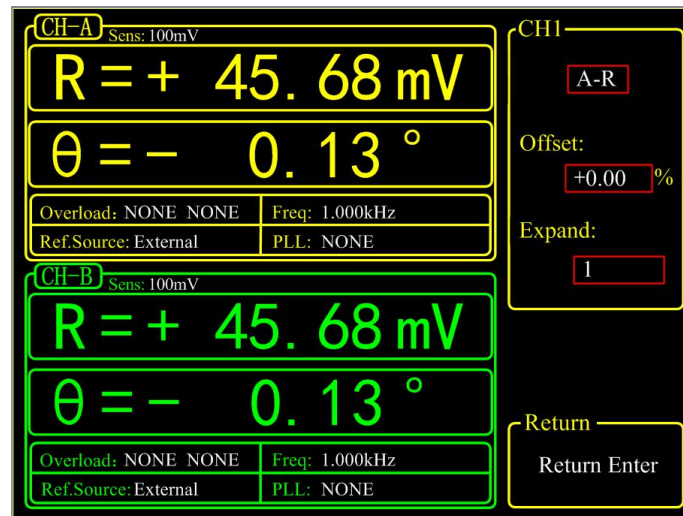 CH-A Sens: 100mV
R = + 45.68 mV
θ = - 0.13 °
Overload: NONE NONE Freq: 1.000kHz
Ref.Source: External PLL: NONE
CH-B Sens: 100mV
R = + 45.68 mV
θ = - 0.13 °
Overload: NONE NONE Freq: 1.000kHz
Ref.Source: External PLL: NONE
CH1
A-R
Offset:
+0.00 %
Expand:
1
Return
Return Enter